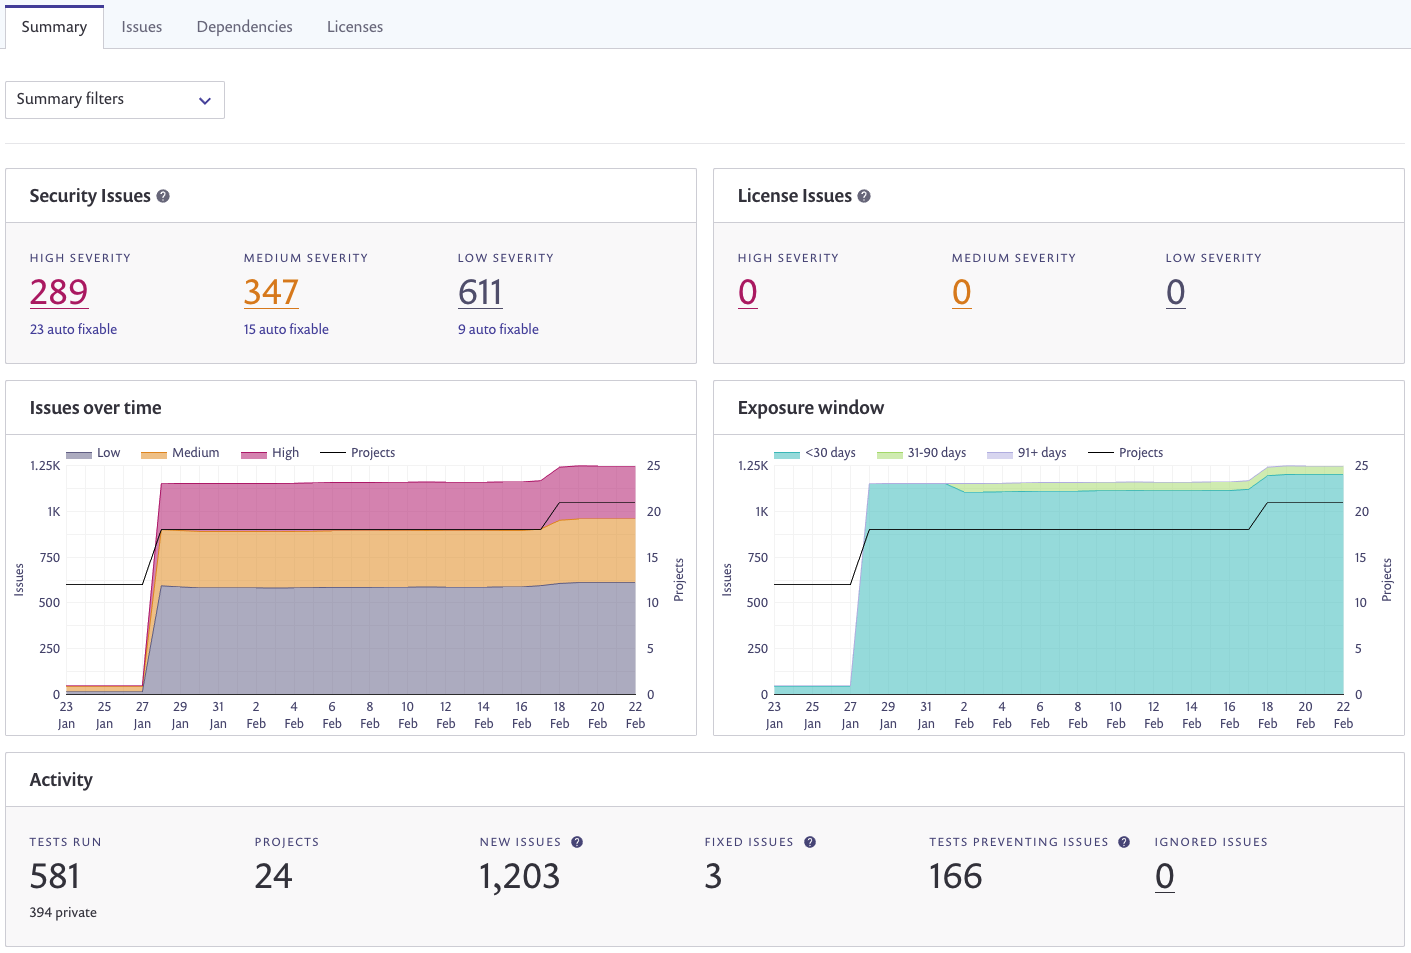 Summary Issues Dependencies Licenses
Summary filters
Security Issues ?
HIGH SEVERITY MEDIUM SEVERITY LOW SEVERITY
289 347 611
23 auto fixable 15 auto fixable 9 auto fixable
License Issues ?
HIGH SEVERITY MEDIUM SEVERITY LOW SEVERITY
0 0 0
Issues over time
Low Medium High Projects
1.25K 25
1K 20
750 15
500 10
250 5
0 0
Issues
Projects
23 25 27 29 31 2 4 6 8 10 12 14 16 18 20 22
Jan Jan Jan Jan Jan Feb Feb Feb Feb Feb Feb Feb Feb Feb Feb Feb
Exposure window
<30 days 31-90 days 91+ days Projects
1.25K 25
1K 20
750 15
500 10
250 5
0 0
Issues
Projects
23 25 27 29 31 2 4 6 8 10 12 14 16 18 20 22
Jan Jan Jan Jan Jan Feb Feb Feb Feb Feb Feb Feb Feb Feb Feb Feb
Activity
TESTS RUN PROJECTS NEW ISSUES ? FIXED ISSUES ? TESTS PREVENTING ISSUES ? IGNORED ISSUES
581 24 1,203 3 166 0
394 private